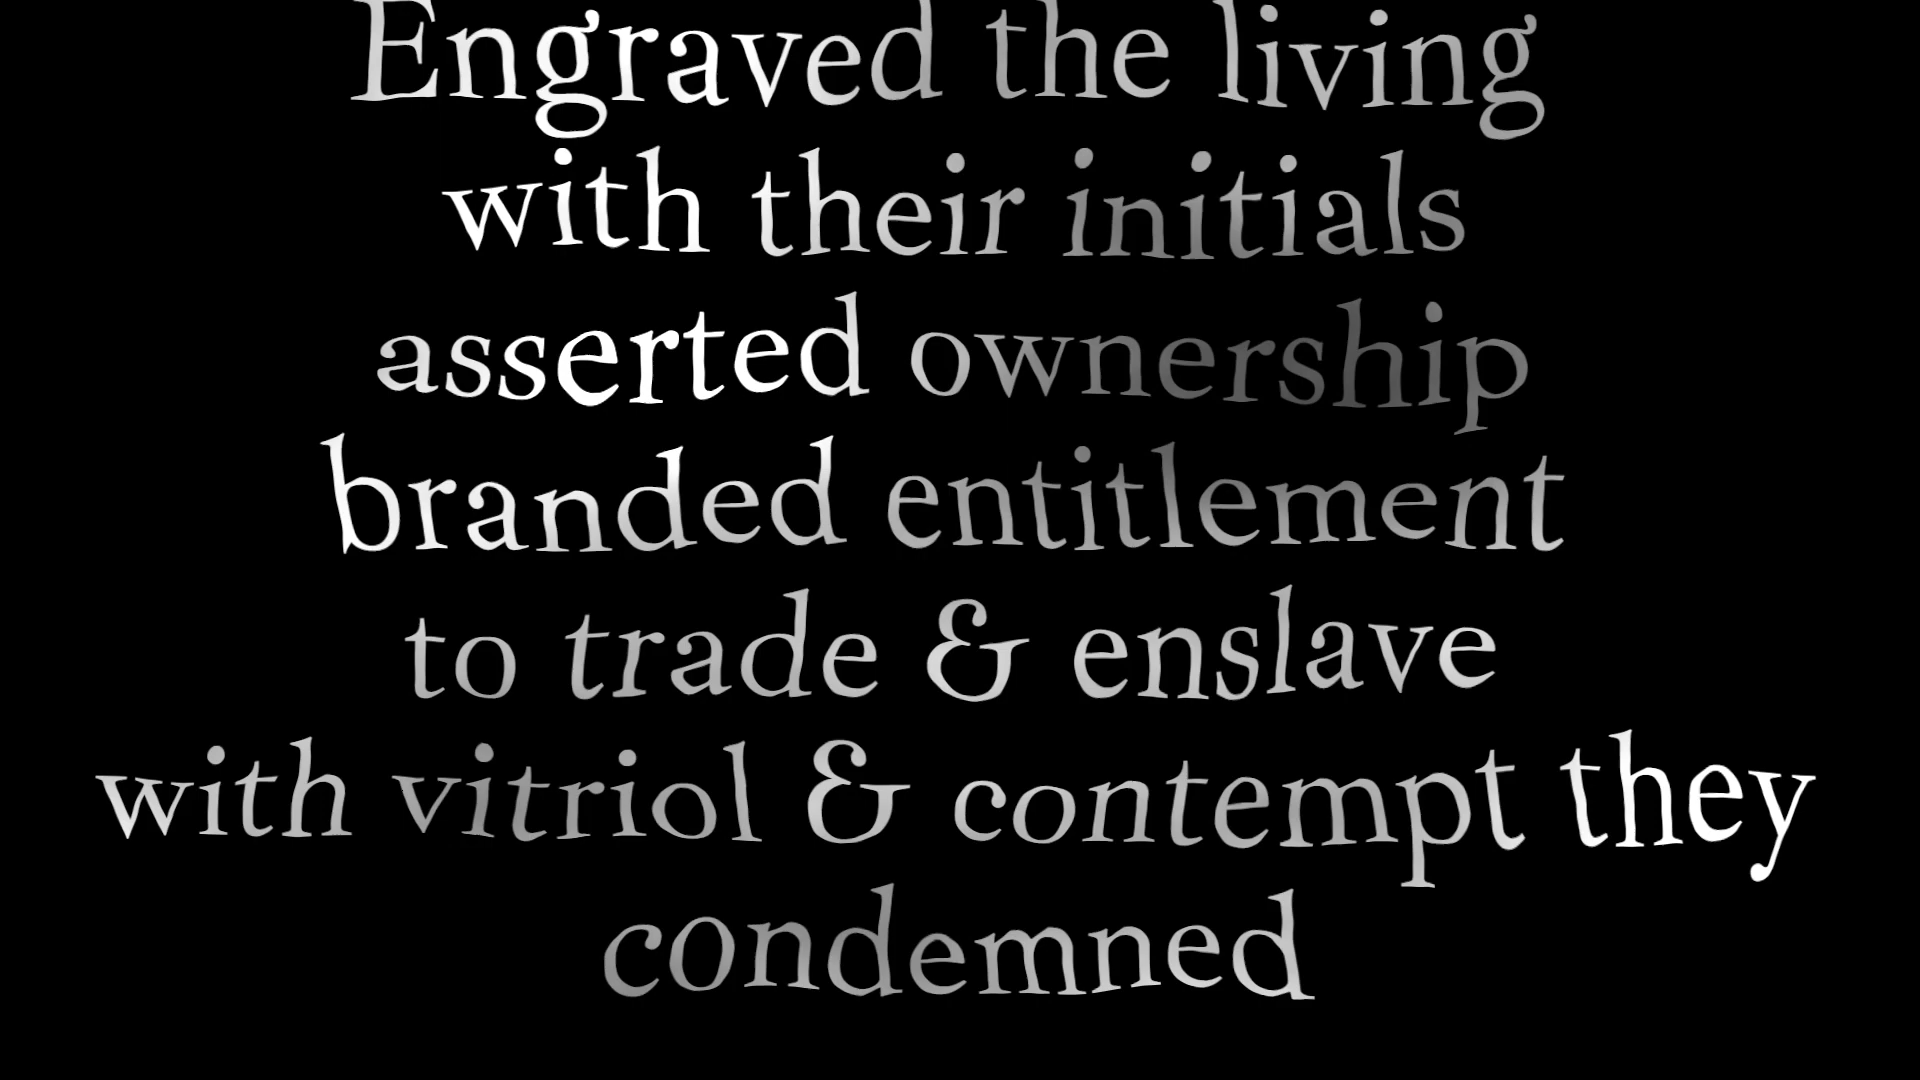 Engraved the living
with their initials
asserted ownership
branded entitlement
to trade & enslave
with vitriol & contempt they
condemned